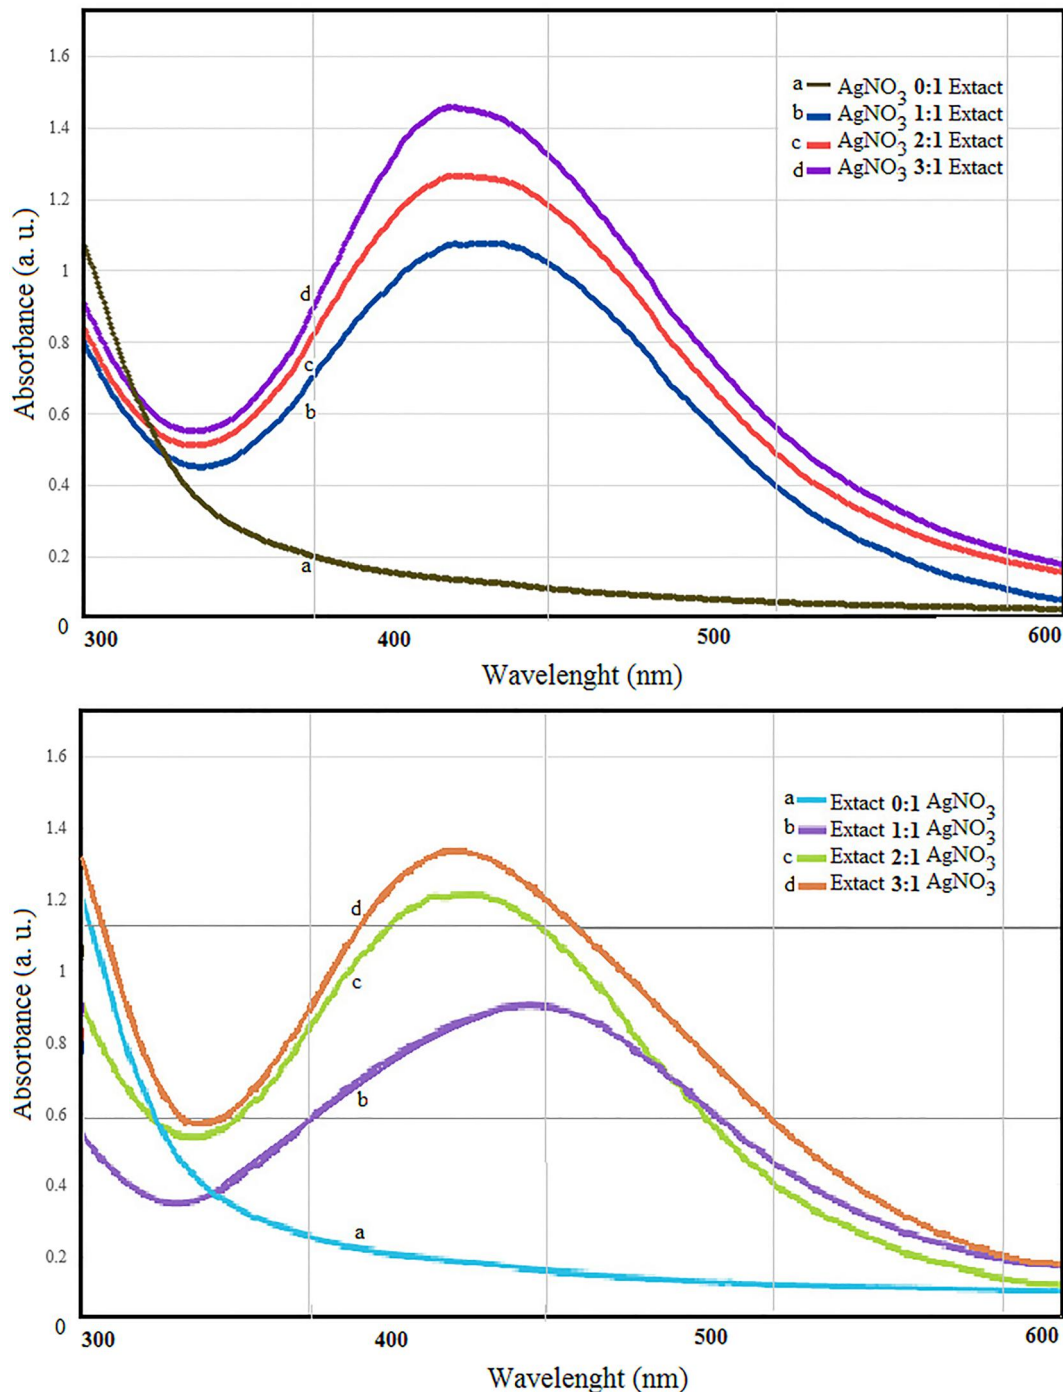 1.6
a AgNO3 0:1 Extact
b AgNO3 1:1 Extact
c AgNO3 2:1 Extact
d AgNO3 3:1 Extact
1.4
1.2
1
0.8
0.6
0.4
0.2
0
Absorbance (a. u.)
d
c
b
a
300 400 500 600
Wavelenght (nm)
1.6
a Extact 0:1 AgNO3
b Extact 1:1 AgNO3
c Extact 2:1 AgNO3
d Extact 3:1 AgNO3
1.4
1.2
1
0.8
0.6
0.4
0.2
0
Absorbance (a. u.)
d
c
b
a
300 400 500 600
Wavelenght (nm)